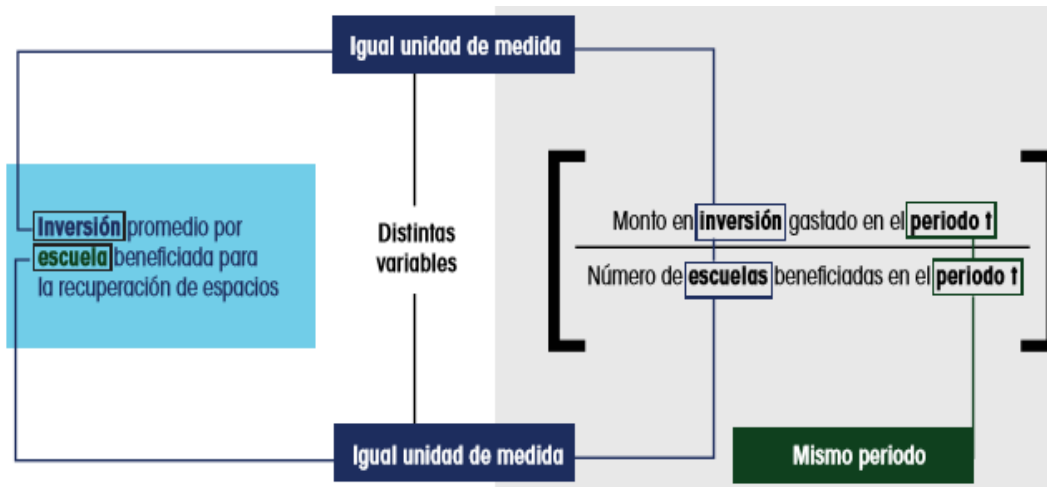 Igual unidad de medida
Inversión promedio por
escuela beneficiada para
la recuperación de espacios
Distintas
variables
Monto en inversión gastado en el periodo t
Número de escuelas beneficiadas en el periodo t
Igual unidad de medida
Mismo periodo